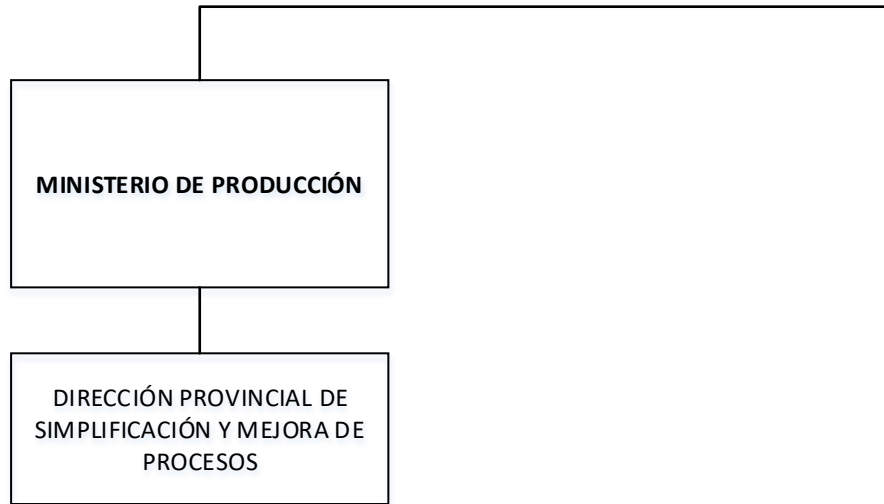 MINISTERIO DE PRODUCCIÓN
DIRECCIÓN PROVINCIAL DE
SIMPLIFICACIÓN Y MEJORA DE
PROCESOS